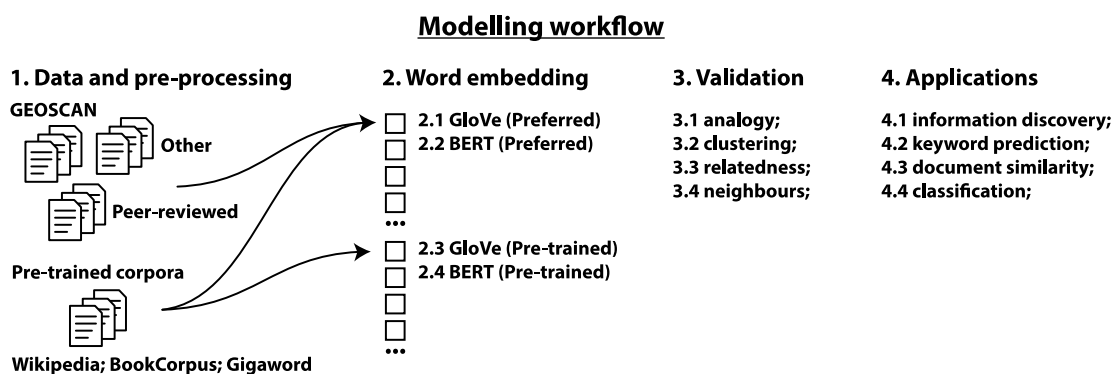 Modelling workflow
1. Data and pre-processing
GEOSCAN
Other
Peer-reviewed
Pre-trained corpora
Wikipedia; BookCorpus; Gigaword
2. Word embedding
2.1 GloVe (Preferred)
2.2 BERT (Preferred)
...
2.3 GloVe (Pre-trained)
2.4 BERT (Pre-trained)
...
3. Validation
3.1 analogy;
3.2 clustering;
3.3 relatedness;
3.4 neighbours;
4. Applications
4.1 information discovery;
4.2 keyword prediction;
4.3 document similarity;
4.4 classification;